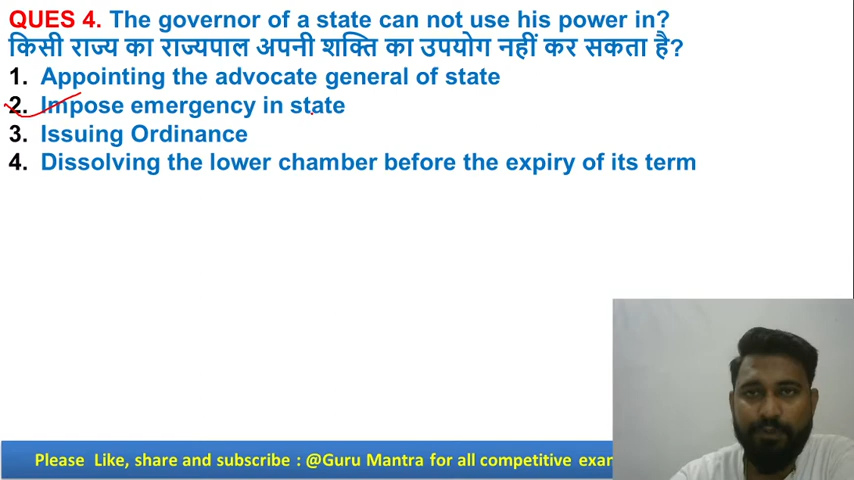 QUES 4. The governor of a state can not use his power in?
किसी राज्य का राज्यपाल अपनी शक्ति का उपयोग नहीं कर सकता है?
1. Appointing the advocate general of state
2. Impose emergency in state
3. Issuing Ordinance
4. Dissolving the lower chamber before the expiry of its term
Please Like, share and subscribe : @Guru Mantra for all competitive